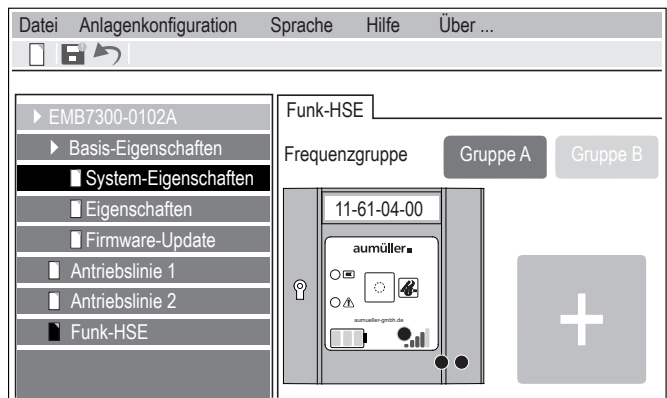 Datei Anlagenkonfiguration Sprache Hilfe Über ...
EMB7300-0102A
Basis-Eigenschaften
System-Eigenschaften
Eigenschaften
Firmware-Update
Antriebslinie 1
Antriebslinie 2
Funk-HSE
Funk-HSE
Frequenzgruppe Gruppe A Gruppe B
11-61-04-00
aumüller
aumueller-gmbh.de